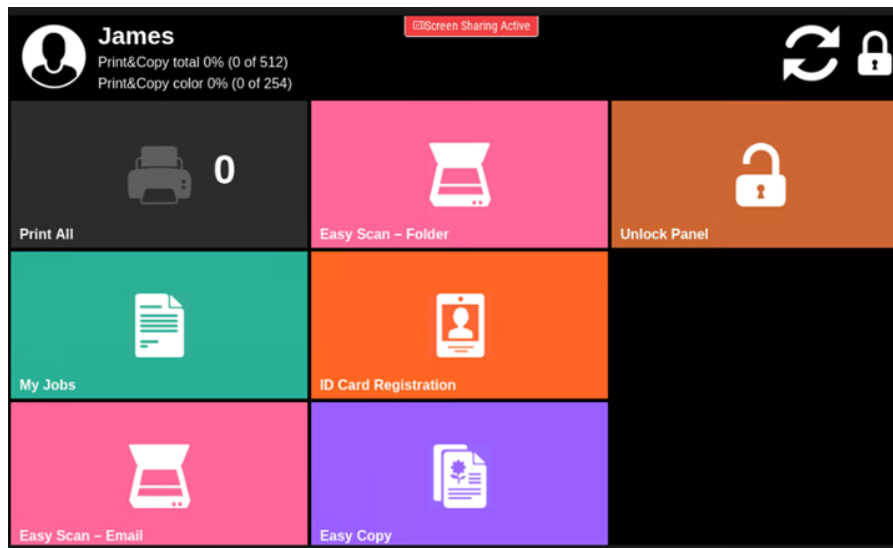 James
Screen Sharing Active
Print&Copy total 0% (0 of 512)
Print&Copy color 0% (0 of 254)
0
Print All
Easy Scan – Folder
Unlock Panel
My Jobs
ID Card Registration
Easy Scan – Email
Easy Copy